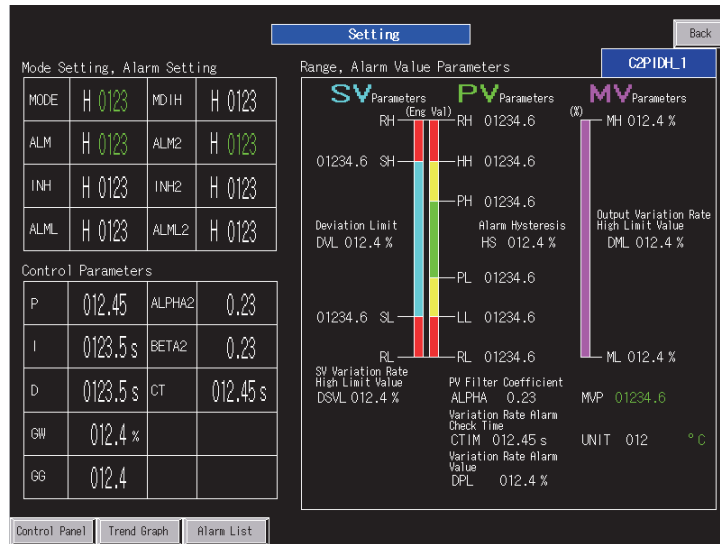 Setting
Back
Mode Setting, Alarm Setting
MODE H 0123 MDIH H 0123
ALM H 0123 ALM2 H 0123
INH H 0123 INH2 H 0123
ALML H 0123 ALML2 H 0123
Control Parameters
P 012.45 ALPHA2 0.23
I 0123.5 s BETA2 0.23
D 0123.5 s CT 012.45 s
GW 012.4 %
GG 012.4
Range, Alarm Value Parameters
C2PIDH_1
SV Parameters PV Parameters MV Parameters
(Eng Val) (%)
RH RH 01234.6 MH 012.4 %
01234.6 SH HH 01234.6
PH 01234.6
Deviation Limit
DVL 012.4 %
Alarm Hysteresis
HS 012.4 %
Output Variation Rate
High Limit Value
DML 012.4 %
PL 01234.6
01234.6 SL LL 01234.6
RL RL 01234.6 ML 012.4 %
SV Variation Rate
High Limit Value
DSVL 012.4 %
PV Filter Coefficient
ALPHA 0.23
MVP 01234.6
Variation Rate Alarm
Check Time
CTIM 012.45 s
UNIT 012 °C
Variation Rate Alarm
Value
DPL 012.4 %
Control Panel Trend Graph Alarm List